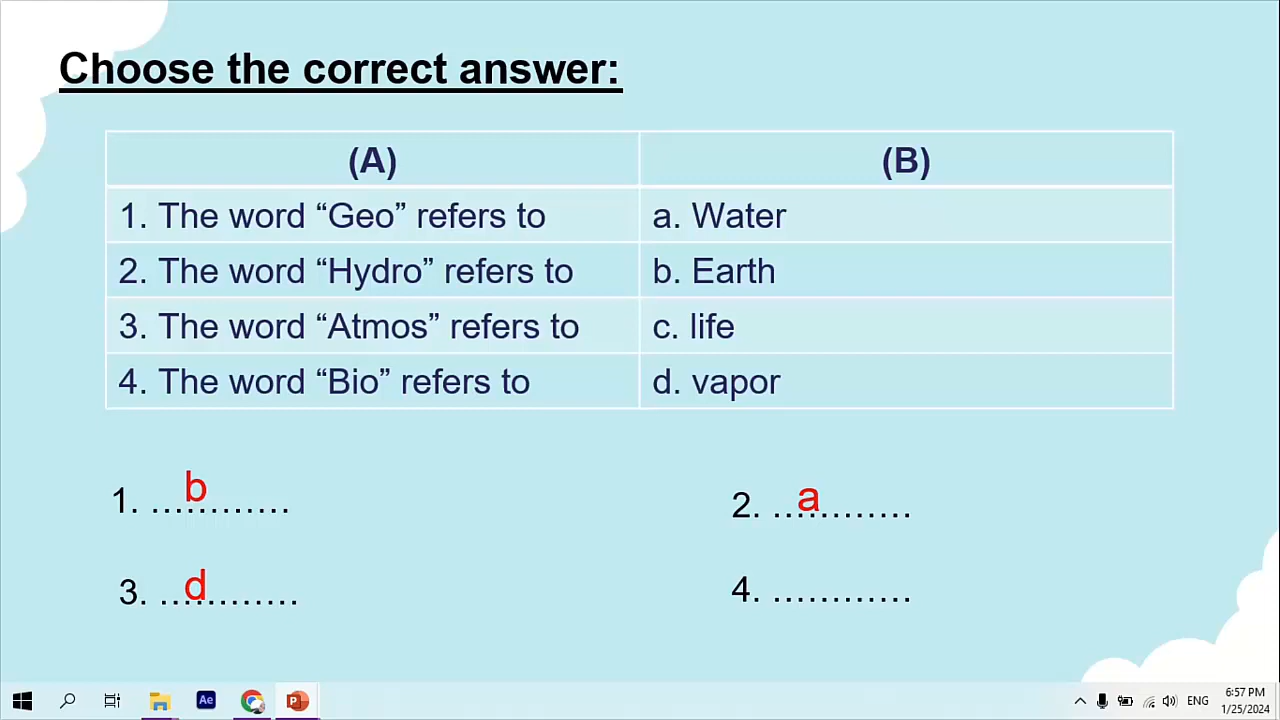 Choose the correct answer:
(A) (B)
1. The word “Geo” refers to a. Water
2. The word “Hydro” refers to b. Earth
3. The word “Atmos” refers to c. life
4. The word “Bio” refers to d. vapor
1. …b……… 2. …a………
3. …d……… 4. …………
Ae P ENG 6:57 PM
1/25/2024